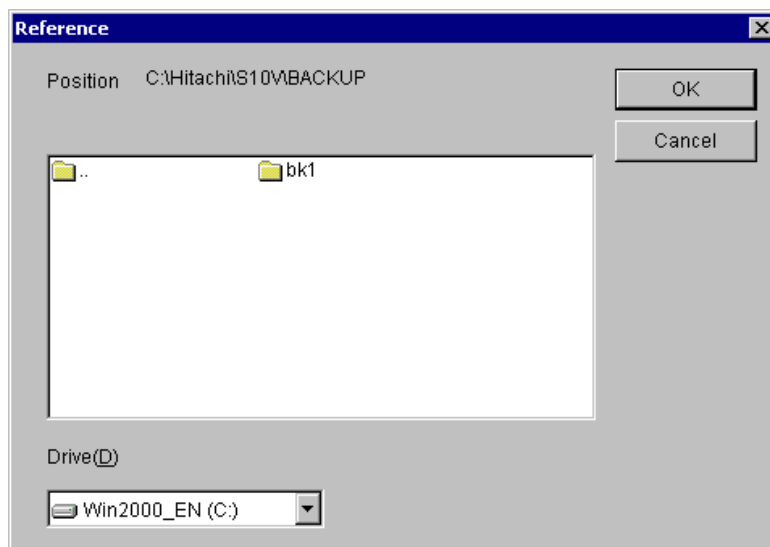 Reference
Position C:\Hitachi\S10V\BACKUP
OK
Cancel
.. bk1
Drive(D)
Win2000_EN (C:)